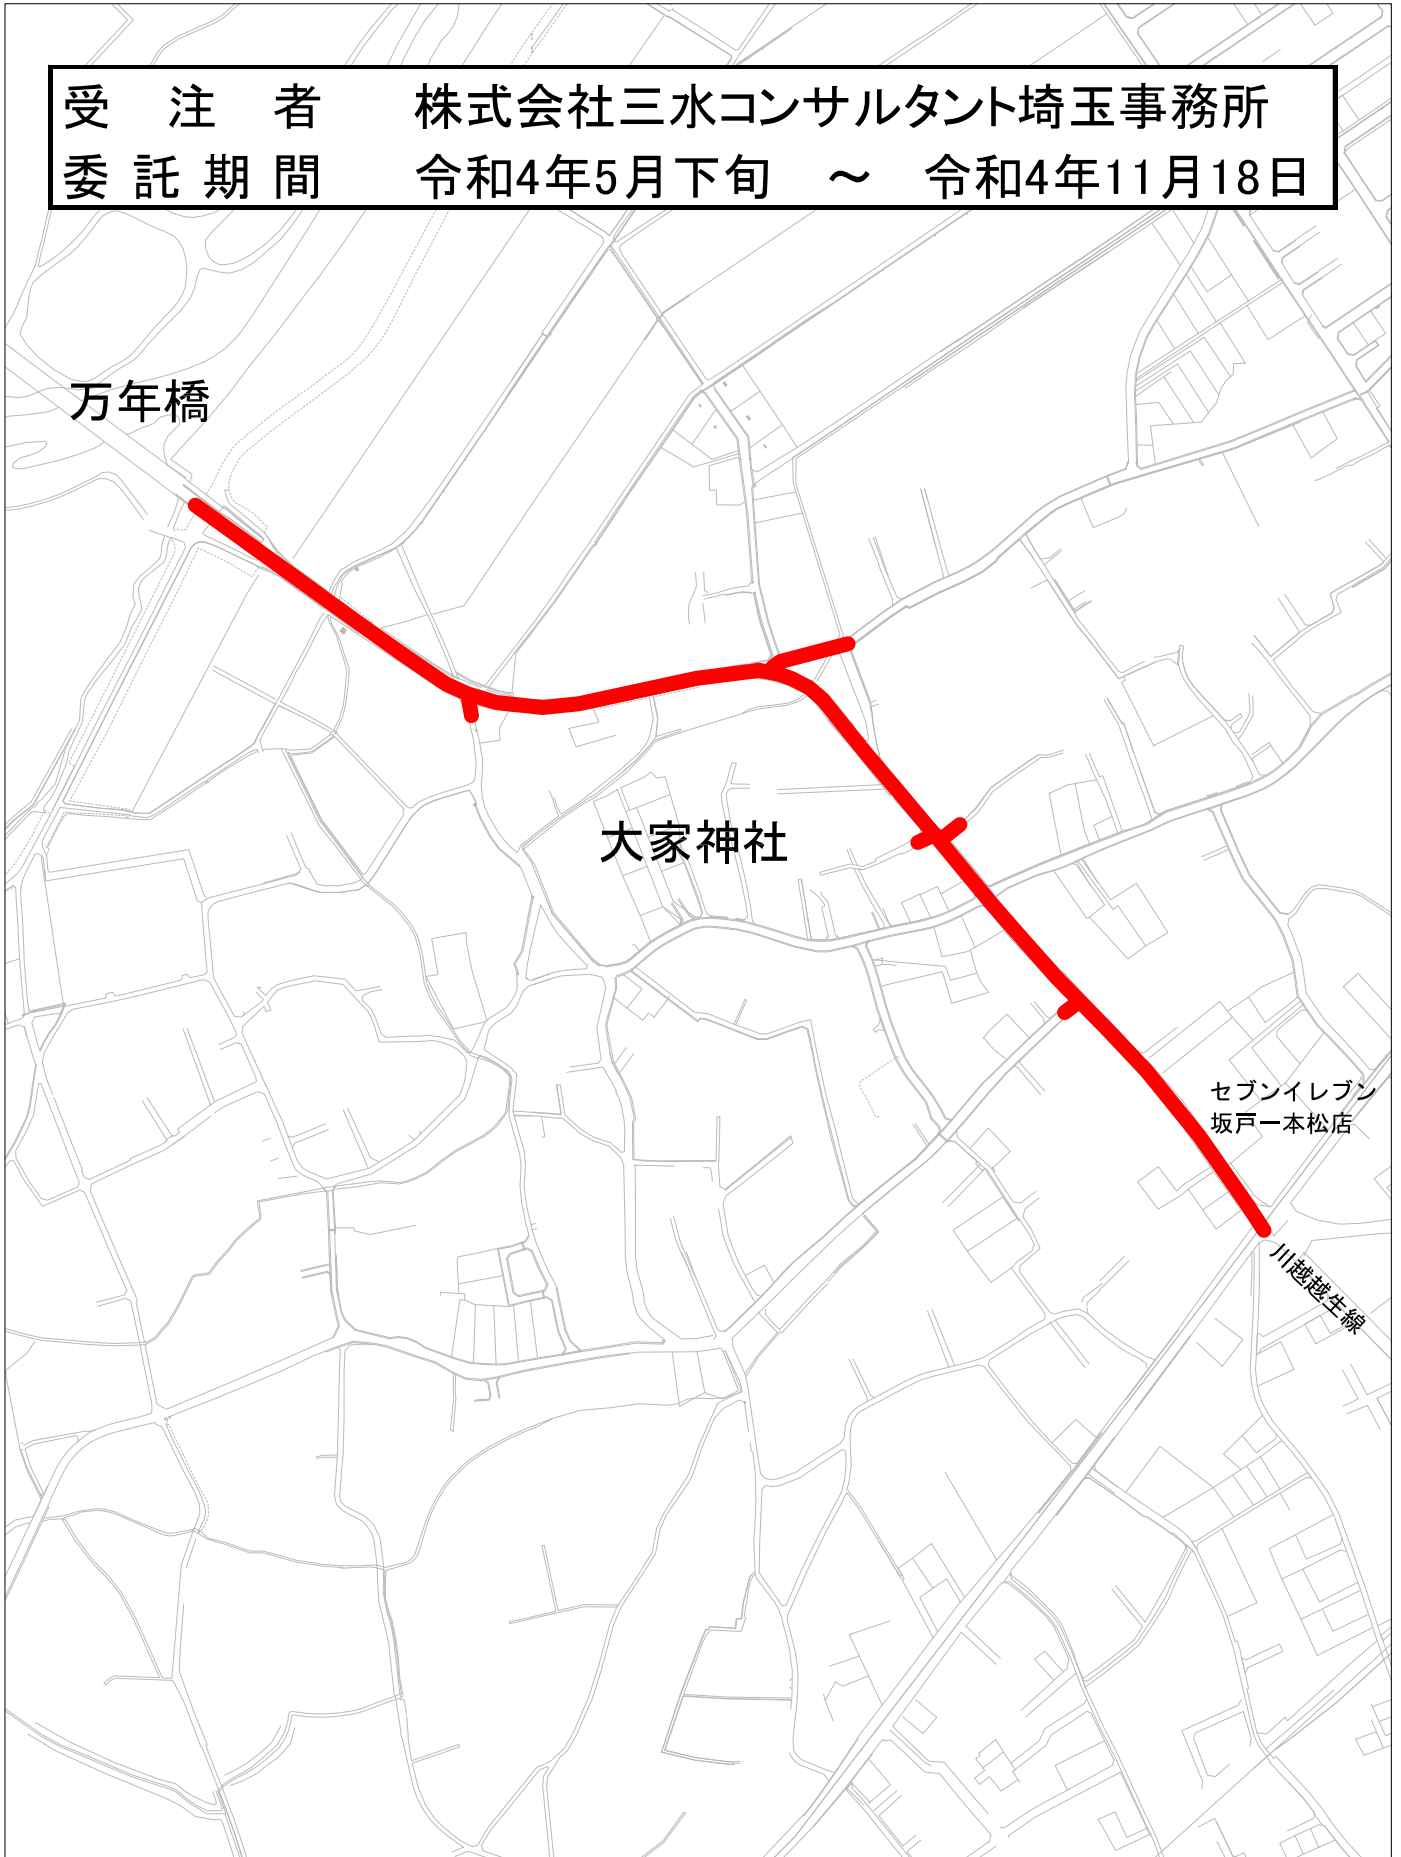 受　注　者　　株式会社三水コンサルタント埼玉事務所
委 託 期 間　　令和4年5月下旬　～　令和4年11月18日
万年橋
大家神社
セブンイレブン
坂戸一本松店
川越越生線